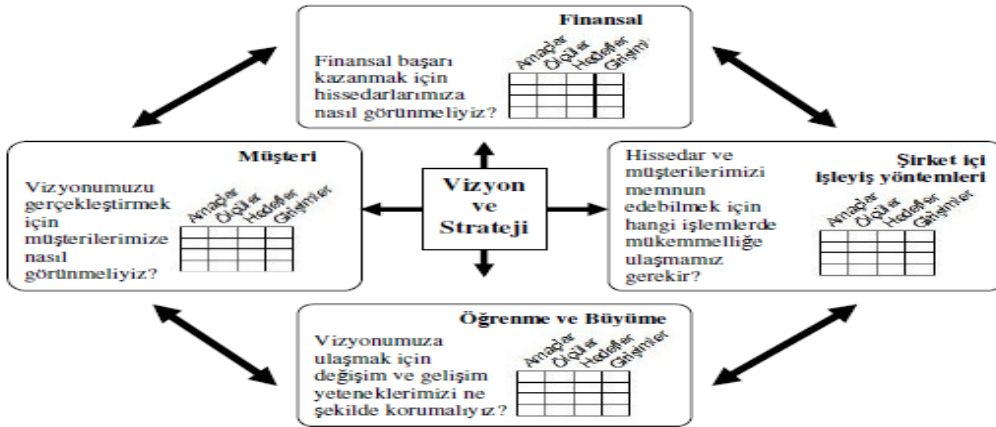 Finansal
Finansal başarı
kazanmak için
hissedarlarımıza
nasıl görünmeliyiz?
Amaçlar
Ölçüler
Hedefler
Girişiml
Müşteri
Vizyonumuzu
gerçekleştirmek
için
müşterilerimize
nasıl
görünmeliyiz?
Amaçlar
Ölçüler
Hedefler
Girişimler
Vizyon
ve
Strateji
Şirket içi
işleyiş yöntemleri
Hissedar ve
müşterilerimizi
memnun
edebilmek için
hangi işlemlerde
mükemmelliğe
ulaşmamız
gerekir?
Amaçlar
Ölçüler
Hedefler
Girişimler
Öğrenme ve Büyüme
Vizyonumuza
ulaşmak için
değişim ve gelişim
yeteneklerimizi ne
şekilde korumalıyız?
Amaçlar
Ölçüler
Hedefler
Girişimler